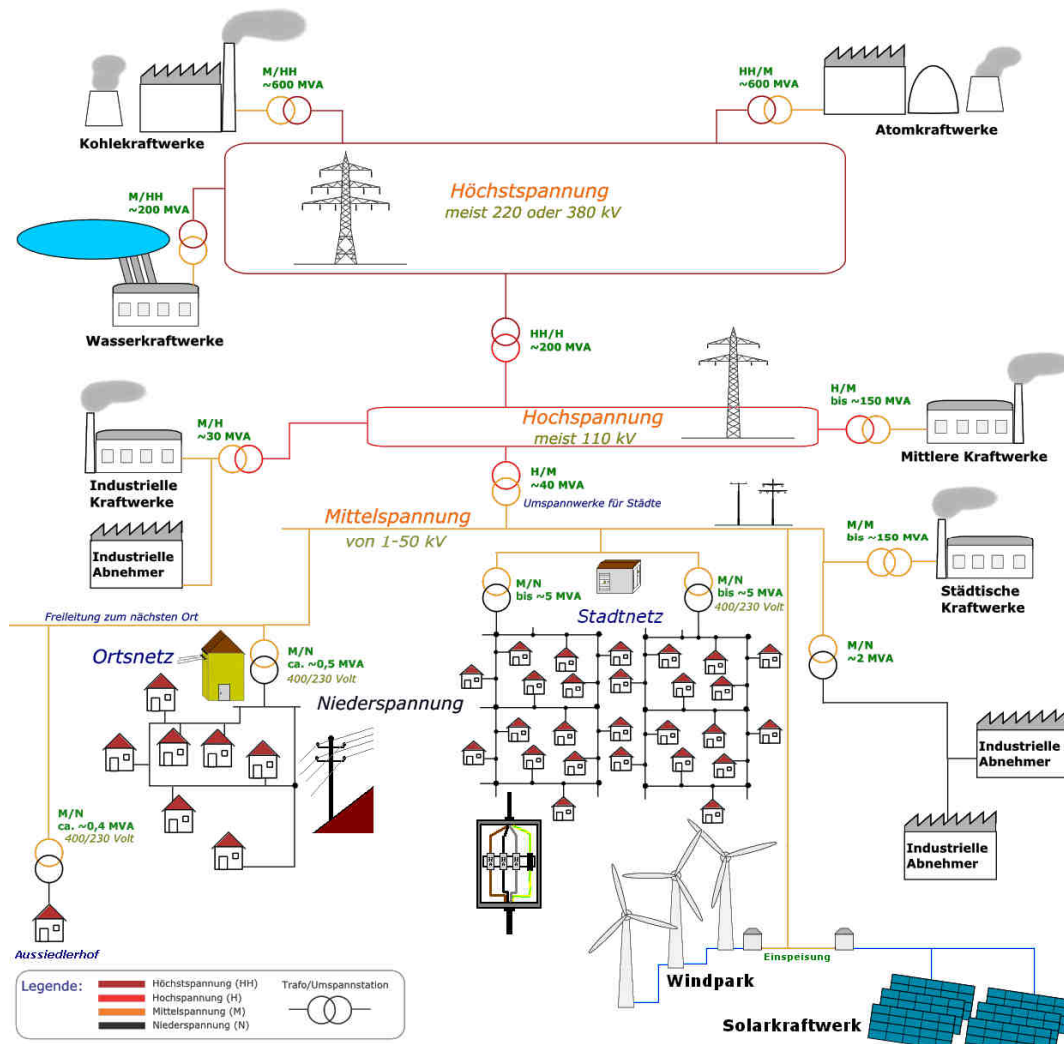 M/HH
~600 MVA
HH/M
~600 MVA
Kohlekraftwerke
Atomkraftwerke
Höchstspannung
meist 220 oder 380 kV
M/HH
~200 MVA
Wasserkraftwerke
HH/H
~200 MVA
Hochspannung
meist 110 kV
M/H
~30 MVA
H/M
bis ~150 MVA
Industrielle
Kraftwerke
Mittlere Kraftwerke
H/M
~40 MVA
Umspannwerke für Städte
Mittelspannung
von 1-50 kV
Industrielle
Abnehmer
M/M
bis ~150 MVA
Städtische
Kraftwerke
M/N
bis ~5 MVA
M/N
bis ~5 MVA
400/230 Volt
Stadtnetz
Freileitung zum nächsten Ort
Ortsnetz
M/N
ca. ~0,5 MVA
400/230 Volt
M/N
~2 MVA
Niederspannung
Industrielle
Abnehmer
M/N
ca. ~0,4 MVA
400/230 Volt
Industrielle
Abnehmer
Aussiedlerhof
Einspeisung
Windpark
Solarkraftwerk
Legende:
Höchstspannung (HH)
Hochspannung (H)
Mittelspannung (M)
Niederspannung (N)
Trafo/Umspannstation